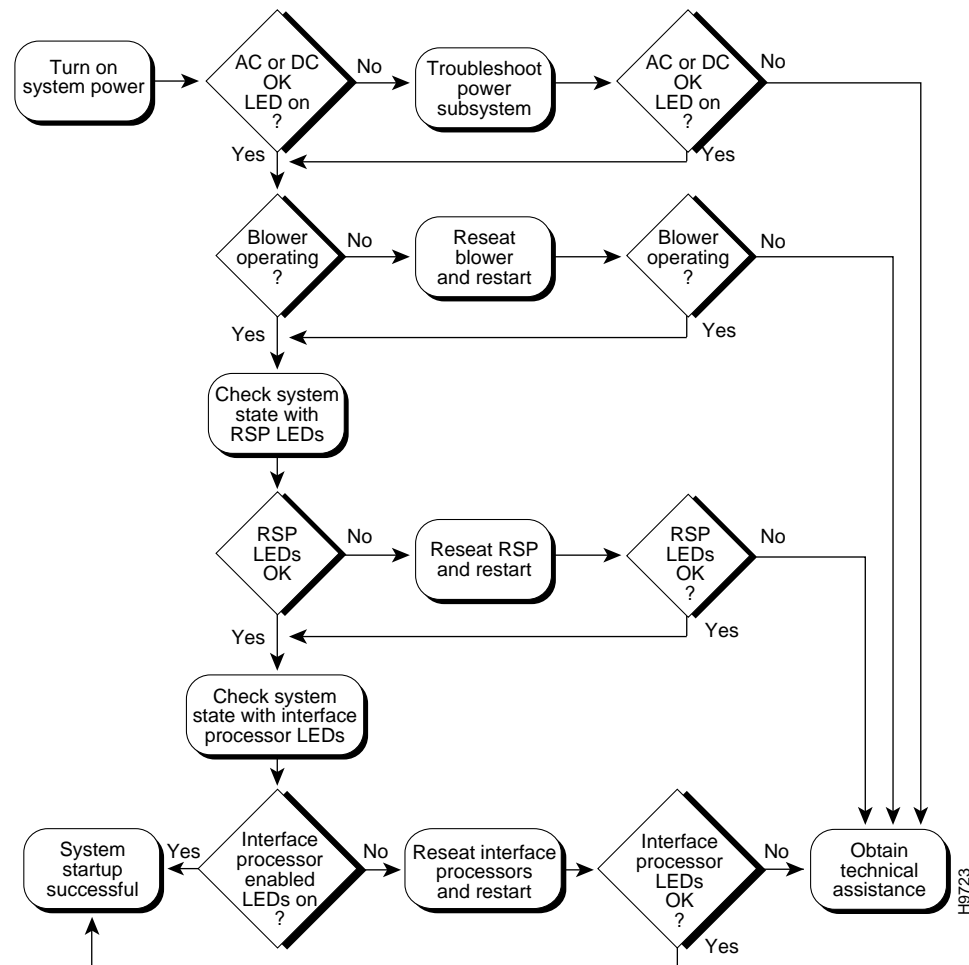 Turn on
system power
AC or DC
OK
LED on
?
No
Troubleshoot
power
subsystem
AC or DC
OK
LED on
?
No
Yes
Yes
Blower
operating
?
No
Reseat
blower
and restart
Blower
operating
?
No
Yes
Yes
Check system
state with
RSP LEDs
RSP
LEDs
OK
No
Reseat RSP
and restart
RSP
LEDs
OK
?
No
Yes
Yes
Check system
state with interface
processor LEDs
System
startup
successful
Yes
Interface
processor
enabled
LEDs on
?
No
Reseat interface
processors
and restart
Interface
processor
LEDs
OK
?
No
Yes
Obtain
technical
assistance
H9723